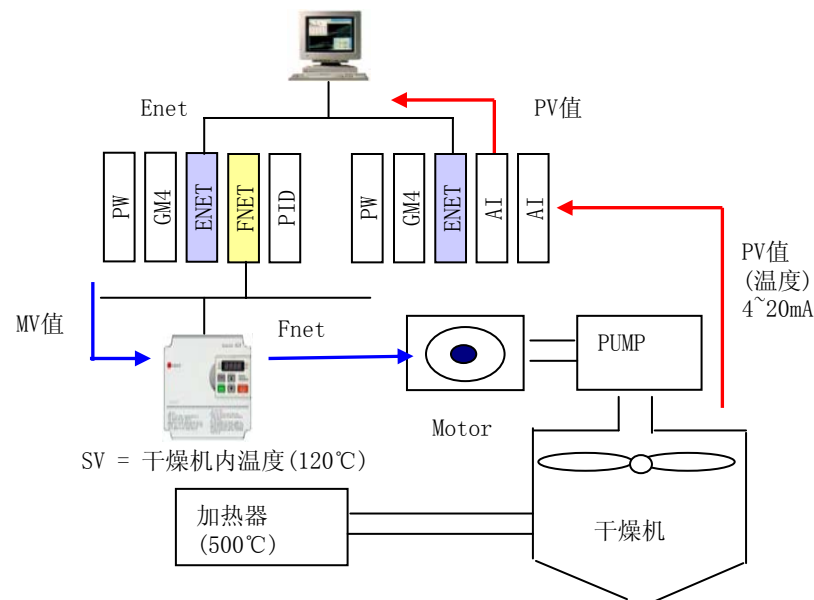 Enet
PV值
PW
GM4
ENET
FNET
PID
PW
GM4
ENET
AI
AI
PV值
(温度)
4~20mA
MV值
Fnet
PUMP
Motor
SV = 干燥机内温度(120℃)
加热器
(500℃)
干燥机